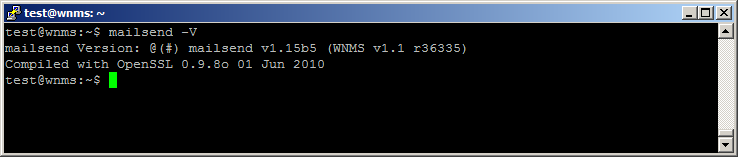 test@wnms: ~
test@wnms:~$ mailsend -V
mailsend Version: @(#) mailsend v1.15b5 (WNMS v1.1 r36335)
Compiled with OpenSSL 0.9.8o 01 Jun 2010
test@wnms:~$